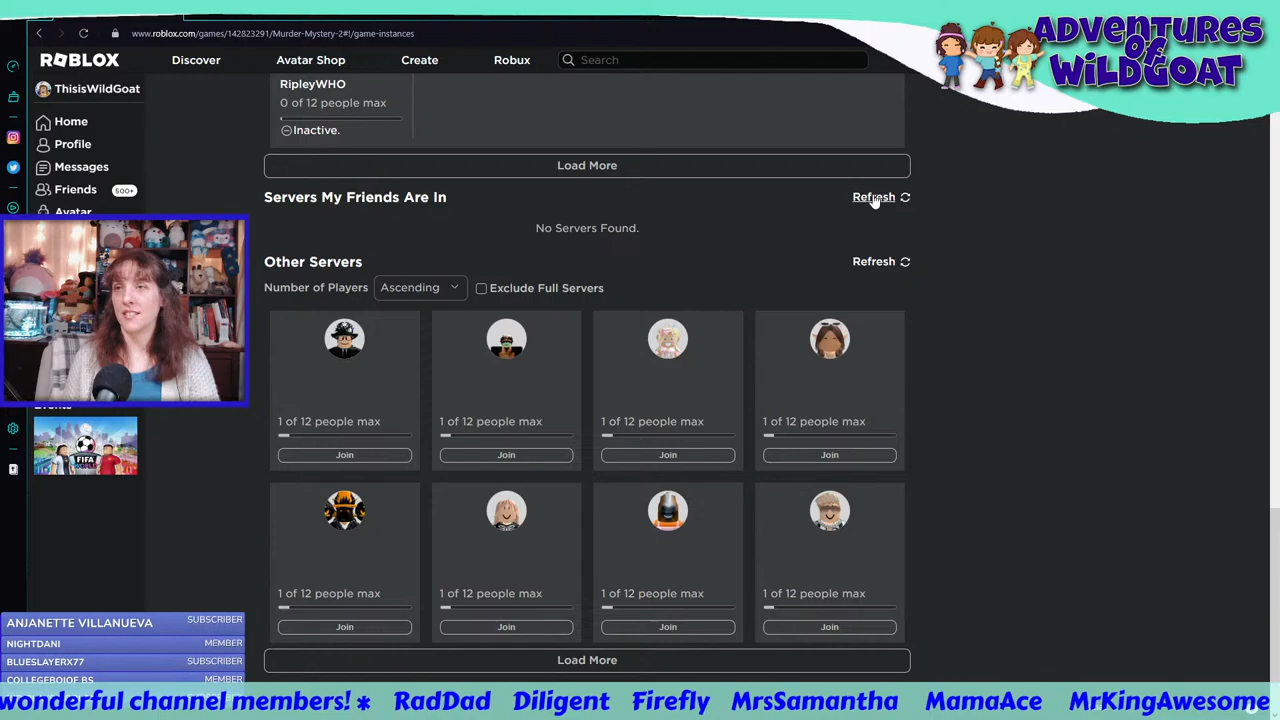 www.roblox.com/games/142823291/Murder-Mystery-2#!/game-instances
ADVENTURES
OF
WILDGOAT
ROBLOX
Discover
Avatar Shop
Create
Robux
Search
ThisisWildGoat
Home
Profile
Messages
Friends
500+
Avatar
RipleyWHO
0 of 12 people max
Inactive.
Load More
Servers My Friends Are In
Refresh
No Servers Found.
Other Servers
Refresh
Number of Players
Ascending
Exclude Full Servers
1 of 12 people max
1 of 12 people max
1 of 12 people max
1 of 12 people max
Join
Join
Join
Join
1 of 12 people max
1 of 12 people max
1 of 12 people max
1 of 12 people max
Join
Join
Join
Join
Load More
Events
FIFA
WORLD
ANJANETTE VILLANUEVA SUBSCRIBER
NIGHTDANI MEMBER
BLUESLAYERX77 SUBSCRIBER
COLLEGEBOIOF BS MEMBER
wonderful channel members! * RadDad Diligent Firefly MrsSamantha MamaAce MrKingAwesome